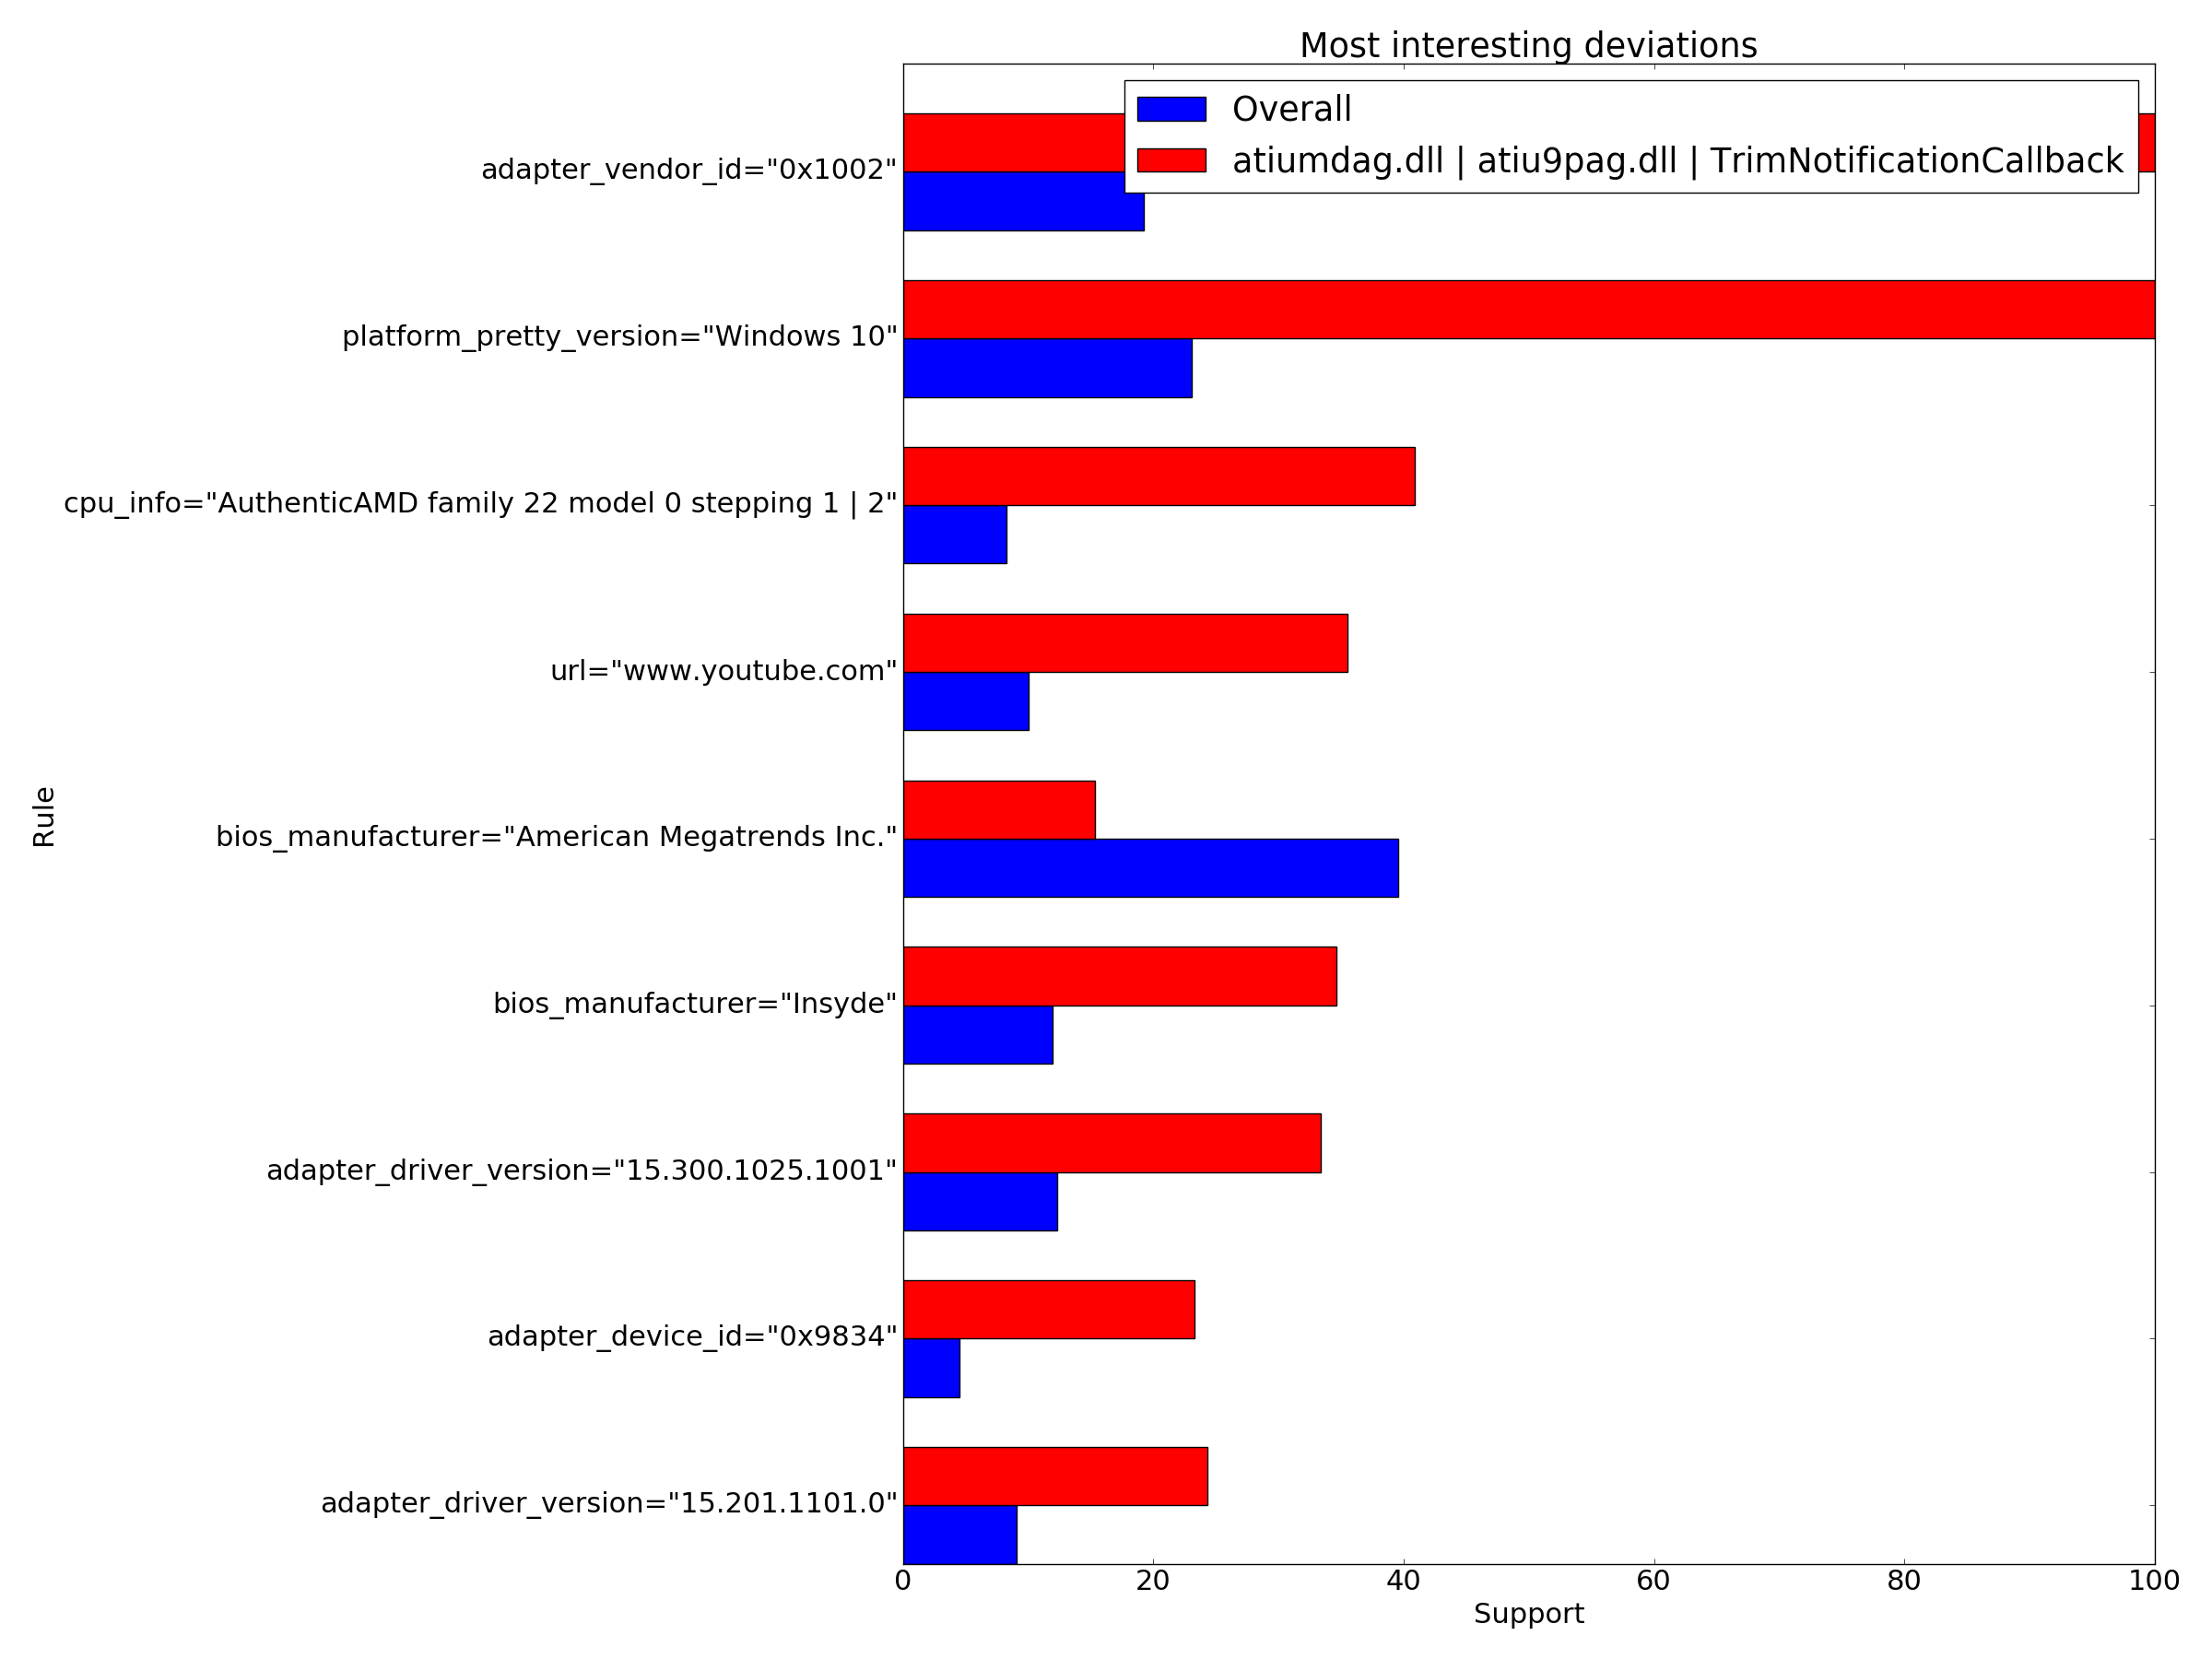 Most interesting deviations
Overall
atiumdag.dll | atiu9pag.dll | TrimNotificationCallback
adapter_vendor_id="0x1002"
platform_pretty_version="Windows 10"
cpu_info="AuthenticAMD family 22 model 0 stepping 1 | 2"
url="www.youtube.com"
Rule
bios_manufacturer="American Megatrends Inc."
bios_manufacturer="Insyde"
adapter_driver_version="15.300.1025.1001"
adapter_device_id="0x9834"
adapter_driver_version="15.201.1101.0"
0 20 40 60 80 100
Support